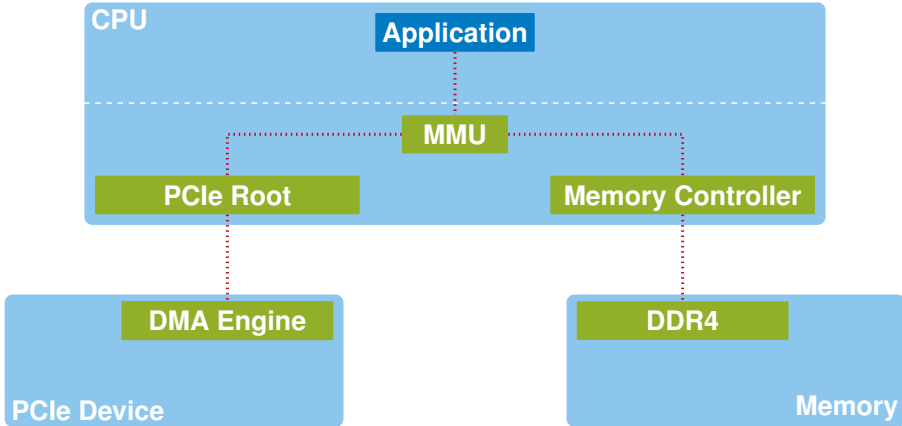 CPU
Application
MMU
PCIe Root
Memory Controller
DMA Engine
DDR4
PCIe Device
Memory